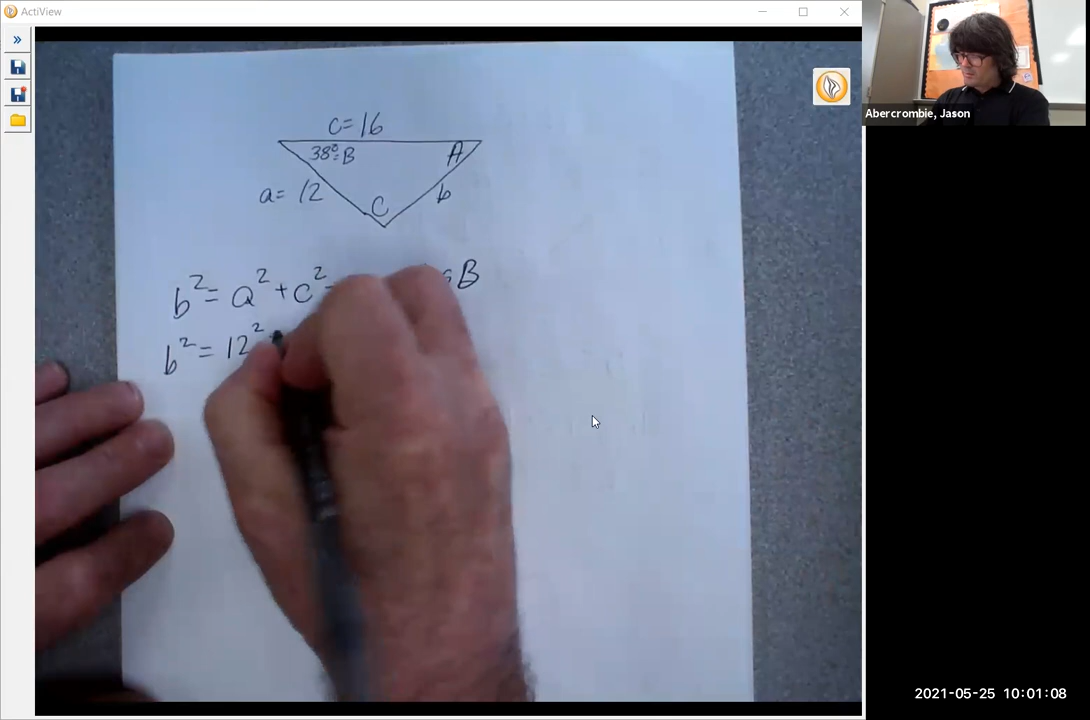 ActiView
c=16
38°=B
A
a=12
C
b
b²=a²+c²
B
b²=12²
Abercrombie, Jason
2021-05-25 10:01:08